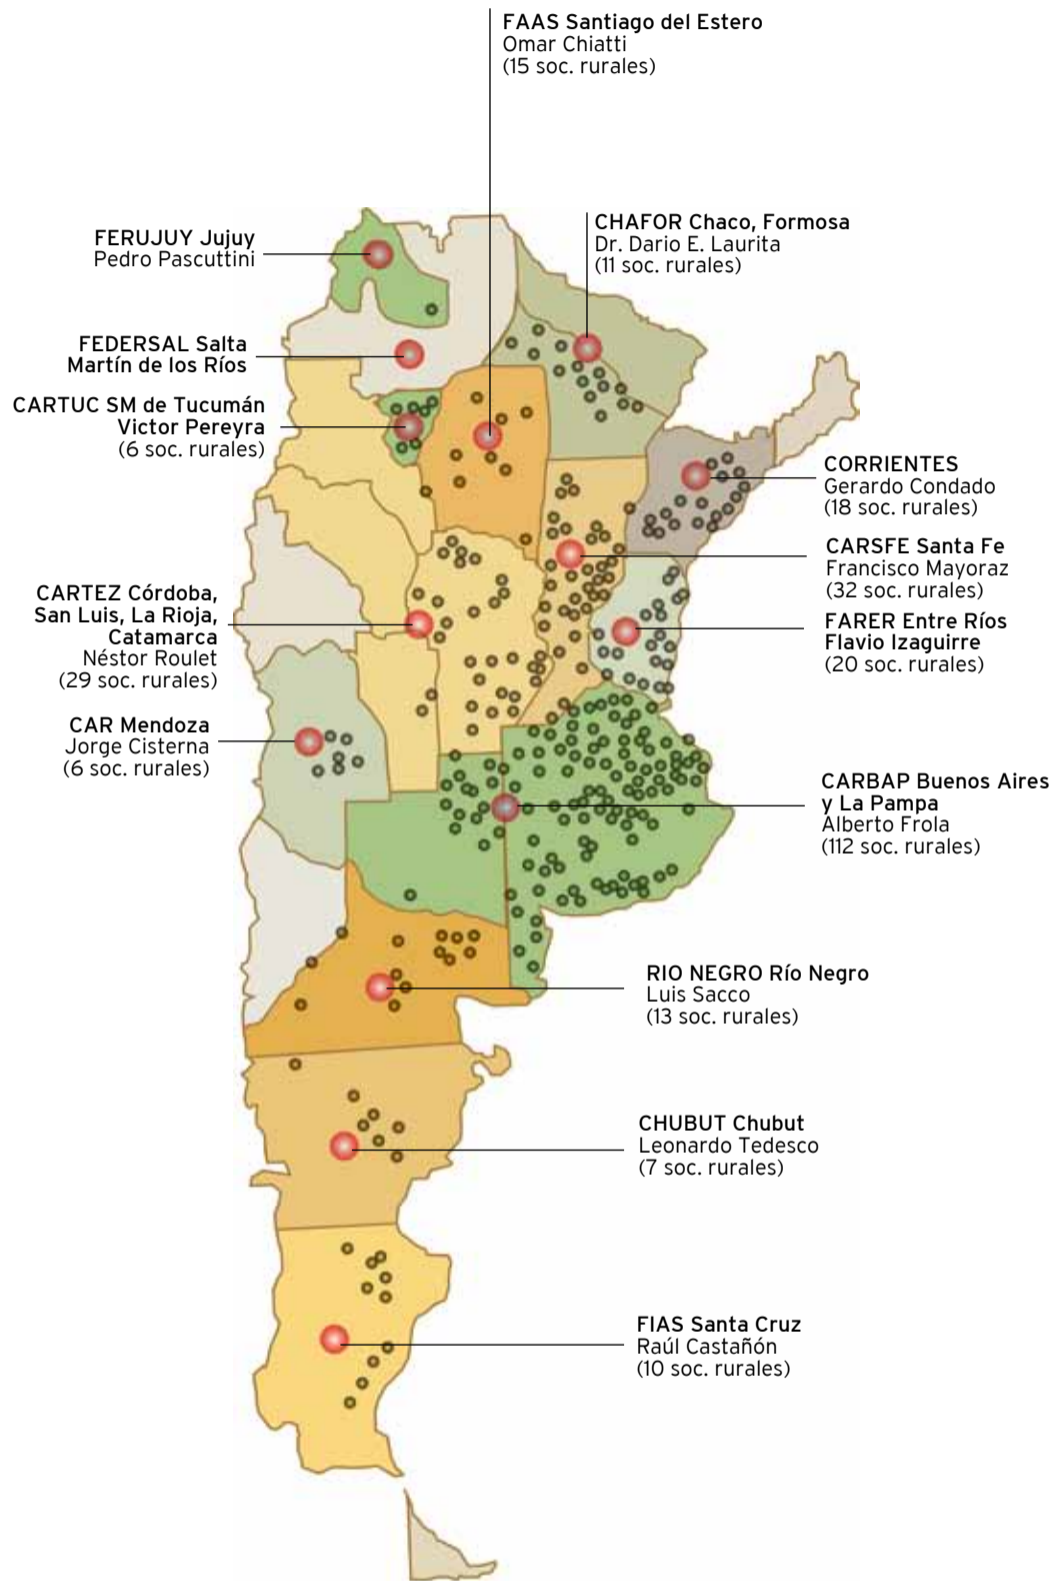 FAAS Santiago del Estero
Omar Chiatti
(15 soc. rurales)
CHAFOR Chaco, Formosa
Dr. Dario E. Laurita
(11 soc. rurales)
FERUJUY Jujuy
Pedro Pascuttini
FEDERSAL Salta
Martín de los Ríos
CARTUC SM de Tucumán
Victor Pereyra
(6 soc. rurales)
CORRIENTES
Gerardo Condado
(18 soc. rurales)
CARSFE Santa Fe
Francisco Mayoraz
(32 soc. rurales)
CARTEZ Córdoba,
San Luis, La Rioja,
Catamarca
Néstor Roulet
(29 soc. rurales)
FARER Entre Ríos
Flavio Izaguirre
(20 soc. rurales)
CAR Mendoza
Jorge Cisterna
(6 soc. rurales)
CARBAP Buenos Aires
y La Pampa
Alberto Frola
(112 soc. rurales)
RIO NEGRO Río Negro
Luis Sacco
(13 soc. rurales)
CHUBUT Chubut
Leonardo Tedesco
(7 soc. rurales)
FIAS Santa Cruz
Raúl Castañón
(10 soc. rurales)